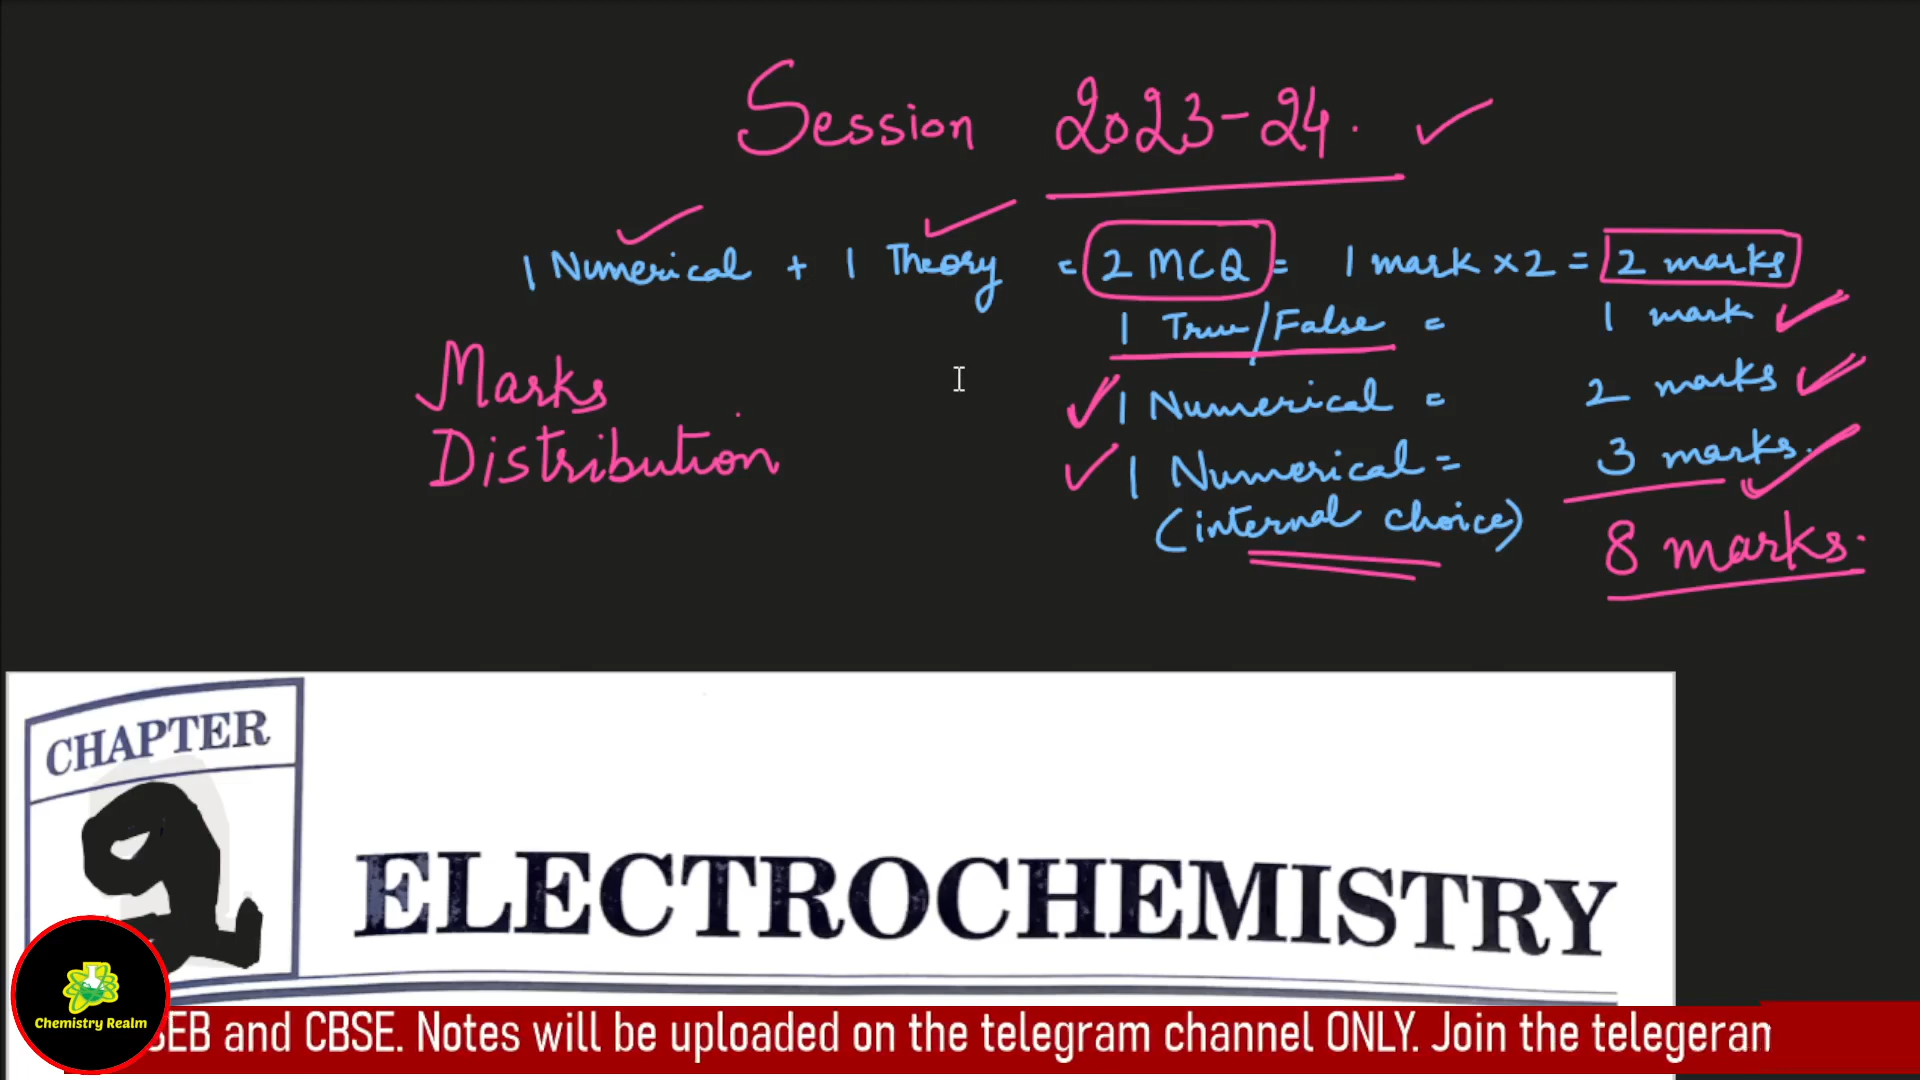 Session 2023-24.
1 Numerical + 1 Theory = 2 MCQ = 1 mark x 2 = 2 marks
1 True/False = 1 mark
1 Numerical = 2 marks
1 Numerical = 3 marks.
(internal choice)
8 marks.
Marks
Distribution
CHAPTER
2
ELECTROCHEMISTRY
Chemistry Realm
SEB and CBSE. Notes will be uploaded on the telegram channel ONLY. Join the telegeran